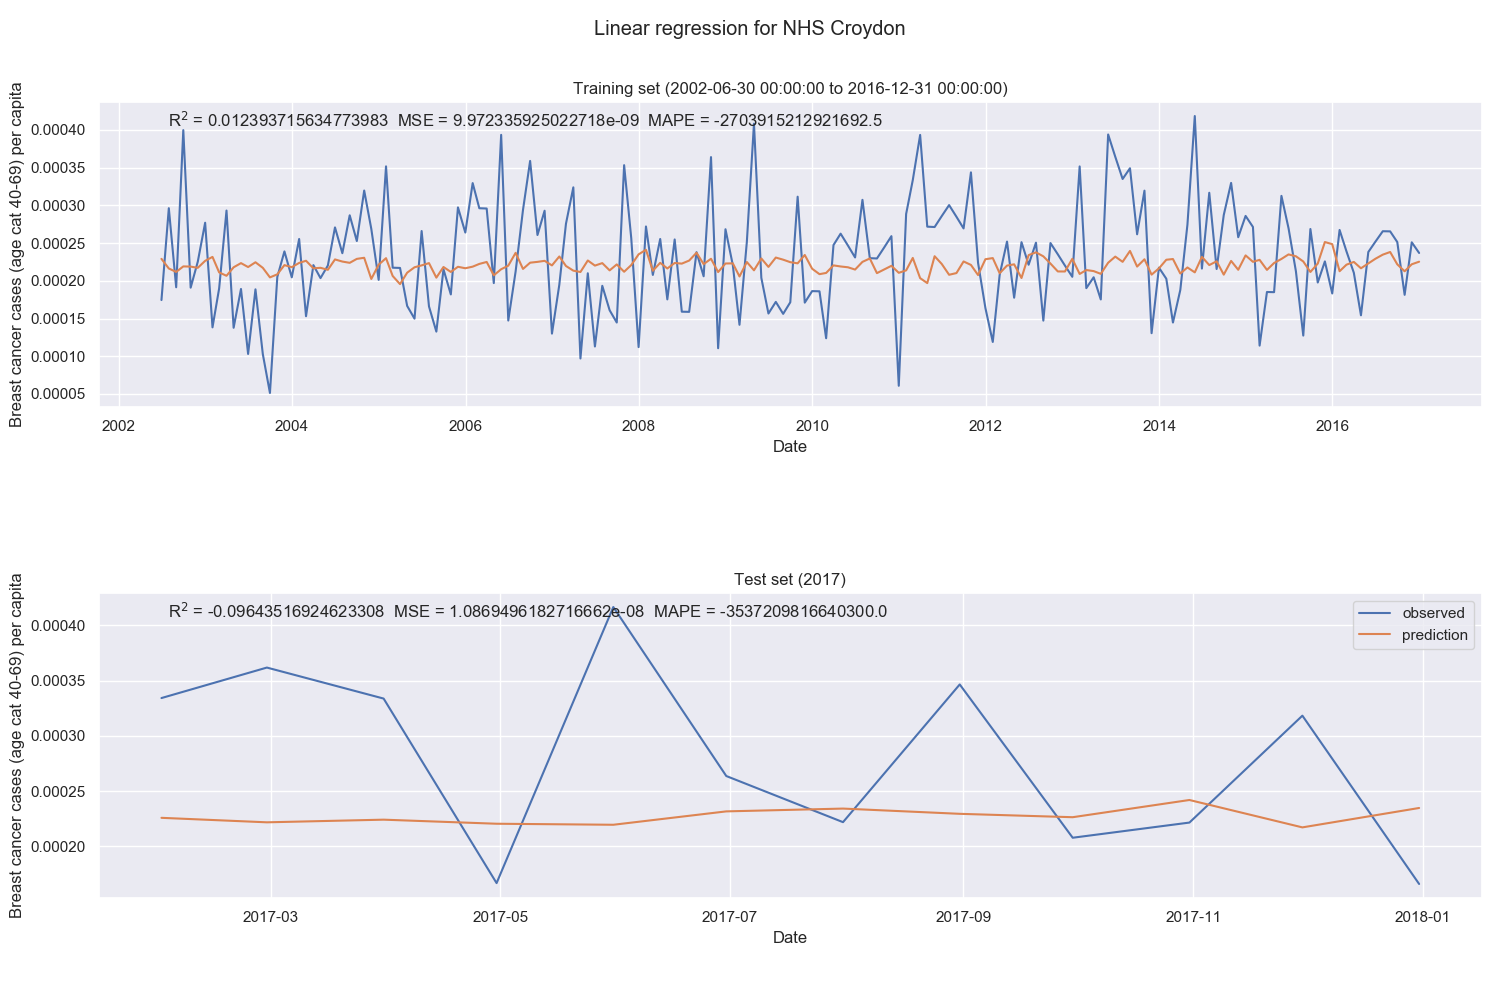 Linear regression for NHS Croydon
Training set (2002-06-30 00:00:00 to 2016-12-31 00:00:00)
R² = 0.012393715634773983 MSE = 9.972335925022718e-09 MAPE = -2703915212921692.5
Breast cancer cases (age cat 40-69) per capita
0.00040
0.00035
0.00030
0.00025
0.00020
0.00015
0.00010
0.00005
2002 2004 2006 2008 2010 2012 2014 2016
Date
Test set (2017)
R² = -0.09643516924623308 MSE = 1.0869496182716662e-08 MAPE = -3537209816640300.0
observed
prediction
Breast cancer cases (age cat 40-69) per capita
0.00040
0.00035
0.00030
0.00025
0.00020
2017-03 2017-05 2017-07 2017-09 2017-11 2018-01
Date